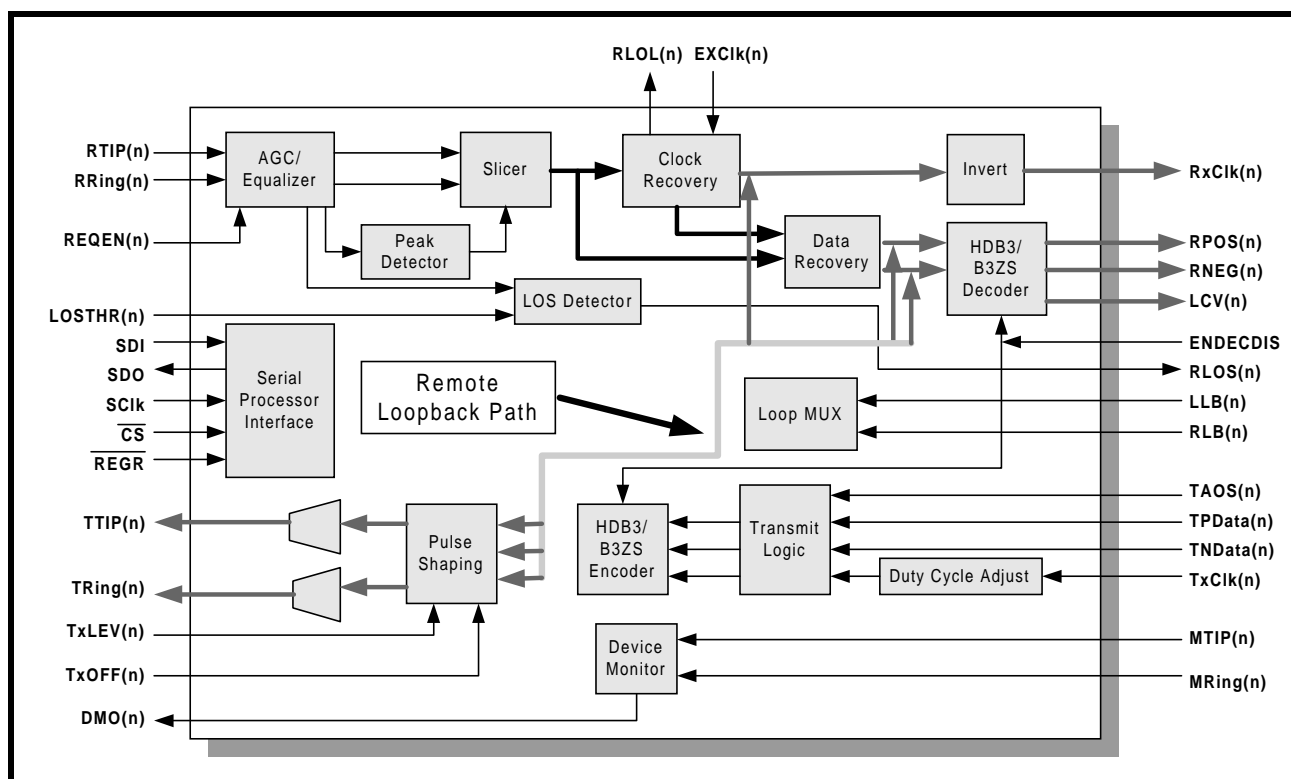 RLOL(n) EXClk(n)
RTIP(n)
RRing(n)
REQEN(n)
LOSTHR(n)
SDI
SDO
SClk
CS
REGR
TTIP(n)
TRing(n)
TxLEV(n)
TxOFF(n)
DMO(n)
AGC/
Equalizer
Slicer
Clock
Recovery
Invert
Peak
Detector
Data
Recovery
HDB3/
B3ZS
Decoder
LOS Detector
Serial
Processor
Interface
Remote
Loopback Path
Loop MUX
Pulse
Shaping
HDB3/
B3ZS
Encoder
Transmit
Logic
Duty Cycle Adjust
Device
Monitor
RxClk(n)
RPOS(n)
RNEG(n)
LCV(n)
ENDECDIS
RLOS(n)
LLB(n)
RLB(n)
TAOS(n)
TPData(n)
TNData(n)
TxClk(n)
MTIP(n)
MRing(n)